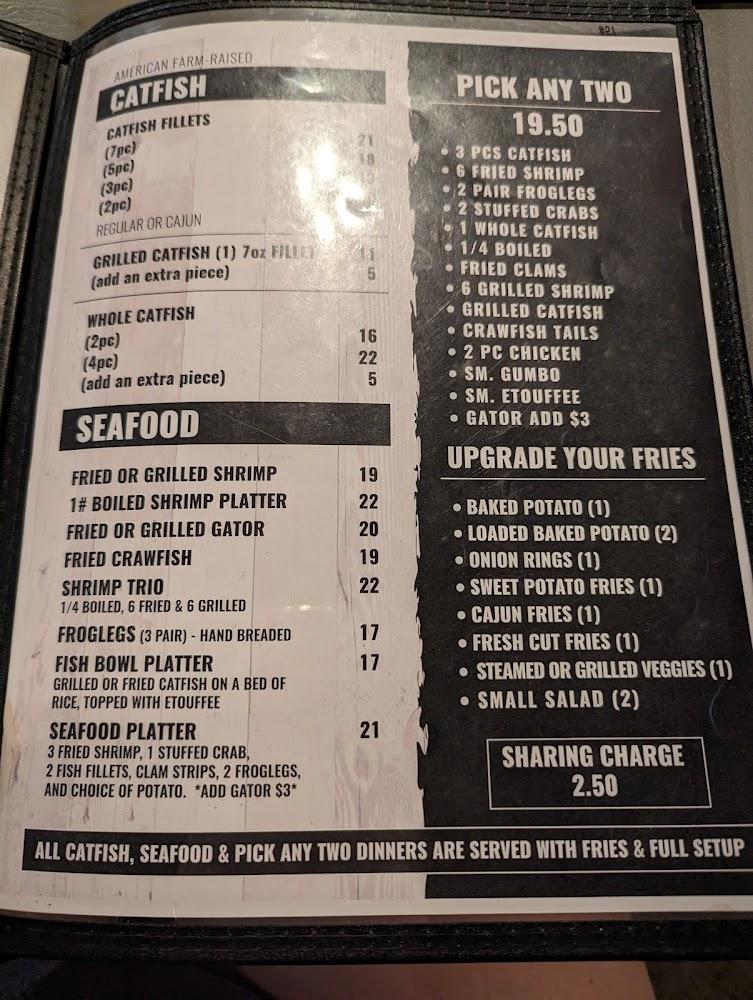 921
AMERICAN FARM-RAISED
CATFISH
CATFISH FILLETS
(7pc) 21
(5pc) 18
(3pc)
(2pc)
REGULAR OR CAJUN
GRILLED CATFISH (1) 7oz FILLET 11
(add an extra piece) 5
WHOLE CATFISH
(2pc) 16
(4pc) 22
(add an extra piece) 5
SEAFOOD
FRIED OR GRILLED SHRIMP 19
1# BOILED SHRIMP PLATTER 22
FRIED OR GRILLED GATOR 20
FRIED CRAWFISH 19
SHRIMP TRIO 22
1/4 BOILED, 6 FRIED & 6 GRILLED
FROGLEGS (3 PAIR) - HAND BREADED 17
FISH BOWL PLATTER 17
GRILLED OR FRIED CATFISH ON A BED OF
RICE, TOPPED WITH ETOUFFEE
SEAFOOD PLATTER 21
3 FRIED SHRIMP, 1 STUFFED CRAB,
2 FISH FILLETS, CLAM STRIPS, 2 FROGLEGS,
AND CHOICE OF POTATO. *ADD GATOR $3*
PICK ANY TWO
19.50
• 3 PCS CATFISH
• 6 FRIED SHRIMP
• 2 PAIR FROGLEGS
• 2 STUFFED CRABS
• 1 WHOLE CATFISH
• 1/4 BOILED
• FRIED CLAMS
• 6 GRILLED SHRIMP
• GRILLED CATFISH
• CRAWFISH TAILS
• 2 PC CHICKEN
• SM. GUMBO
• SM. ETOUFFEE
• GATOR ADD $3
UPGRADE YOUR FRIES
• BAKED POTATO (1)
• LOADED BAKED POTATO (2)
• ONION RINGS (1)
• SWEET POTATO FRIES (1)
• CAJUN FRIES (1)
• FRESH CUT FRIES (1)
• STEAMED OR GRILLED VEGGIES (1)
• SMALL SALAD (2)
SHARING CHARGE
2.50
ALL CATFISH, SEAFOOD & PICK ANY TWO DINNERS ARE SERVED WITH FRIES & FULL SETUP